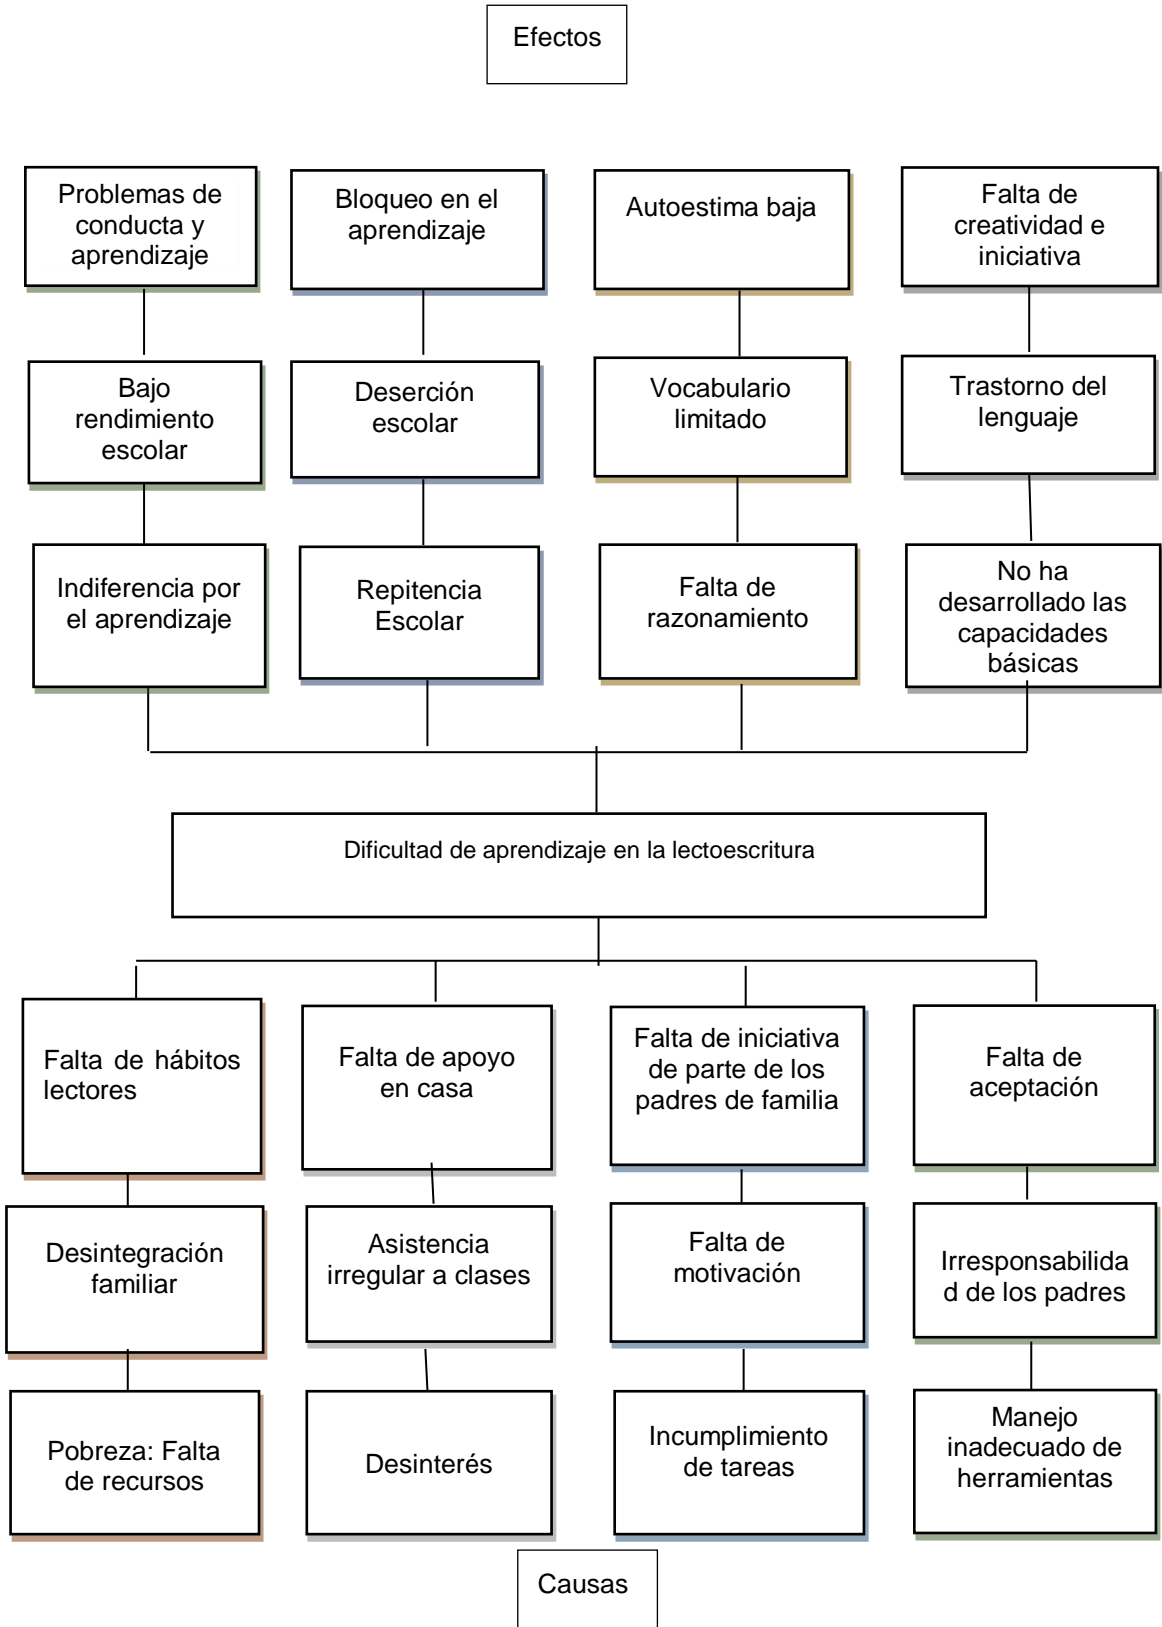 Efectos
Problemas de
conducta y
aprendizaje
Bloqueo en el
aprendizaje
Autoestima baja
Falta de
creatividad e
iniciativa
Bajo
rendimiento
escolar
Deserción
escolar
Vocabulario
limitado
Trastorno del
lenguaje
Indiferencia por
el aprendizaje
Repitencia
Escolar
Falta de
razonamiento
No ha
desarrollado las
capacidades
básicas
Dificultad de aprendizaje en la lectoescritura
Falta de hábitos
lectores
Falta de apoyo
en casa
Falta de iniciativa
de parte de los
padres de familia
Falta de
aceptación
Desintegración
familiar
Asistencia
irregular a clases
Falta de
motivación
Irresponsabilida
d de los padres
Pobreza: Falta
de recursos
Desinterés
Incumplimiento
de tareas
Manejo
inadecuado de
herramientas
Causas